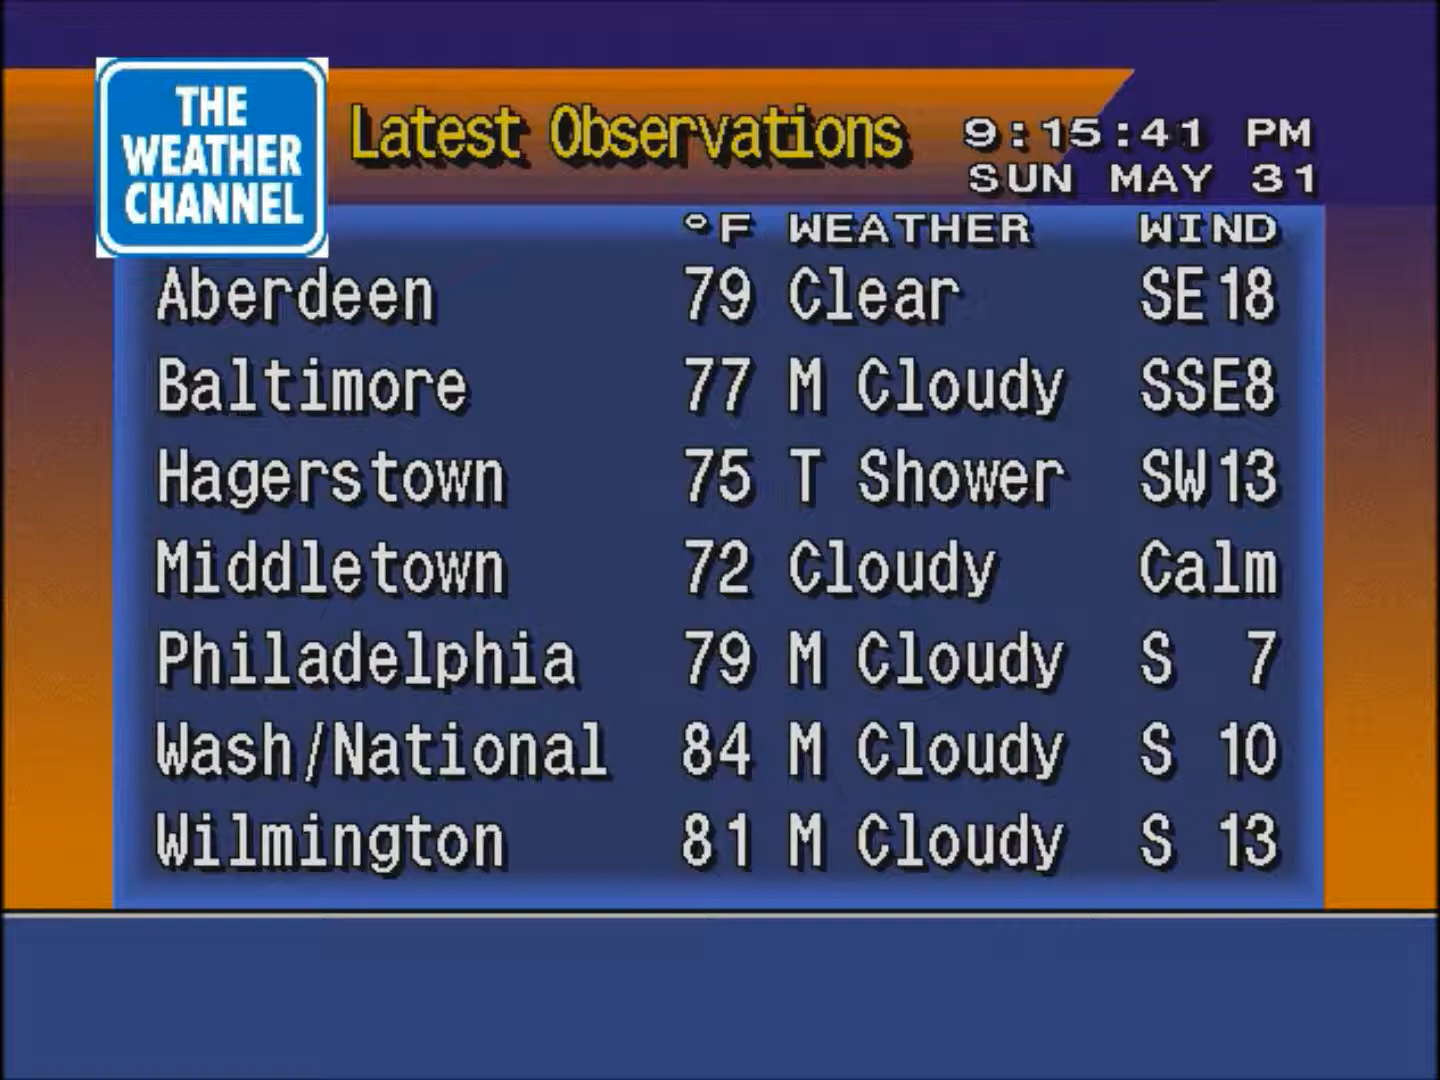 THE
WEATHER
CHANNEL
Latest Observations
9:15:41 PM
SUN MAY 31
°F WEATHER WIND
Aberdeen 79 Clear SE 18
Baltimore 77 M Cloudy SSE8
Hagerstown 75 T Shower SW 13
Middletown 72 Cloudy Calm
Philadelphia 79 M Cloudy S 7
Wash/National 84 M Cloudy S 10
Wilmington 81 M Cloudy S 13